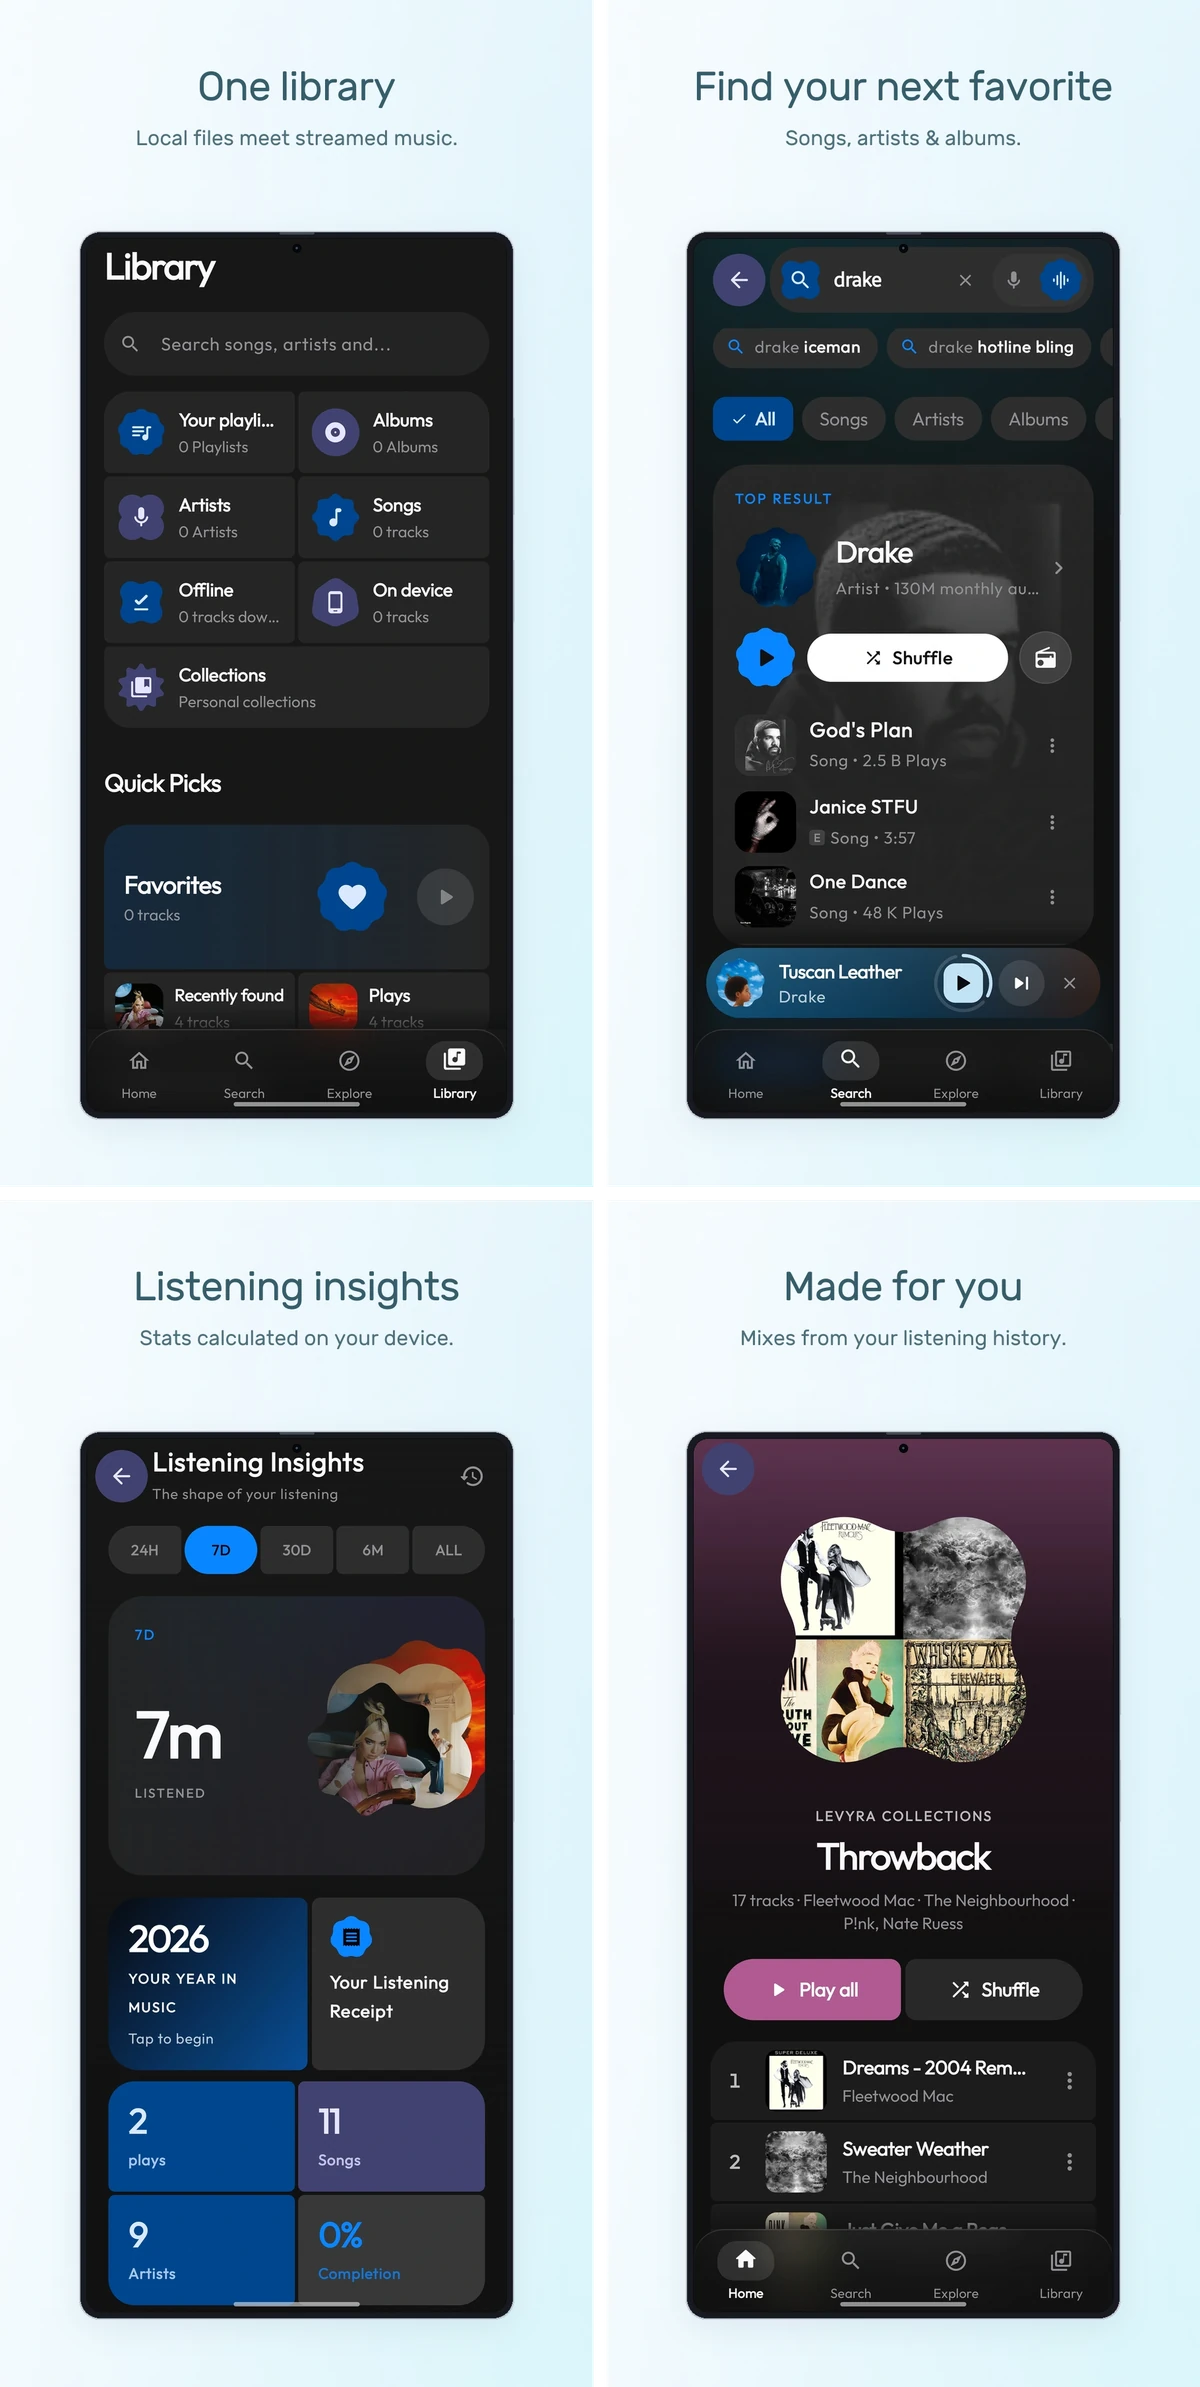 One library
Local files meet streamed music.
Library
Search songs, artists and...
Your playli...
0 Playlists
Albums
0 Albums
Artists
0 Artists
Songs
0 tracks
Offline
0 tracks dow...
On device
0 tracks
Collections
Personal collections
Quick Picks
Favorites
0 tracks
Recently found
4 tracks
Plays
4 tracks
Home
Search
Explore
Library
Find your next favorite
Songs, artists & albums.
drake
drake iceman
drake hotline bling
All
Songs
Artists
Albums
TOP RESULT
Drake
Artist • 130M monthly au...
Shuffle
God's Plan
Song • 2.5 B Plays
Janice STFU
E Song • 3:57
One Dance
Song • 48 K Plays
Tuscan Leather
Drake
Home
Search
Explore
Library
Listening insights
Stats calculated on your device.
Listening Insights
The shape of your listening
24H
7D
30D
6M
ALL
7D
7m
LISTENED
2026
YOUR YEAR IN
MUSIC
Tap to begin
Your Listening
Receipt
2
plays
11
Songs
9
Artists
0%
Completion
Made for you
Mixes from your listening history.
FLEETWOOD MAC
RUMOURS
WHISKEY MYE
FIREWATER
LEVYRA COLLECTIONS
Throwback
17 tracks · Fleetwood Mac · The Neighbourhood ·
P!nk, Nate Ruess
Play all
Shuffle
1
Dreams - 2004 Rem...
Fleetwood Mac
2
Sweater Weather
The Neighbourhood
Home
Search
Explore
Library